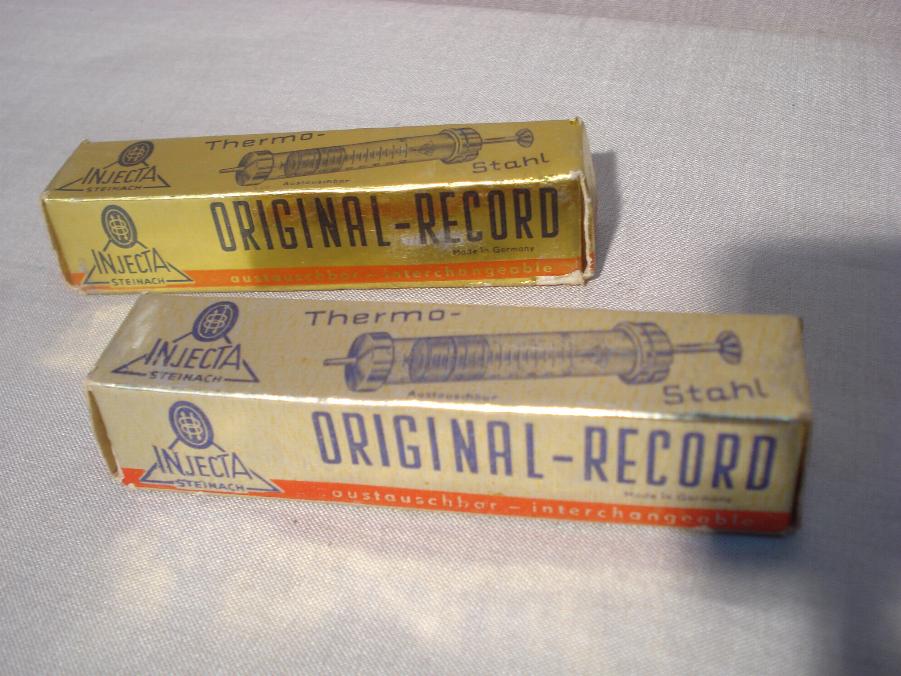 Thermo-
INJECTA
STEINACH
Austauschbar
Stahl
INJECTA
STEINACH
ORIGINAL-RECORD
Made in Germany
austauschbar - interchangeable
Thermo-
INJECTA
STEINACH
Austauschbar
Stahl
INJECTA
STEINACH
ORIGINAL-RECORD
Made in Germany
austauschbar - interchangeable